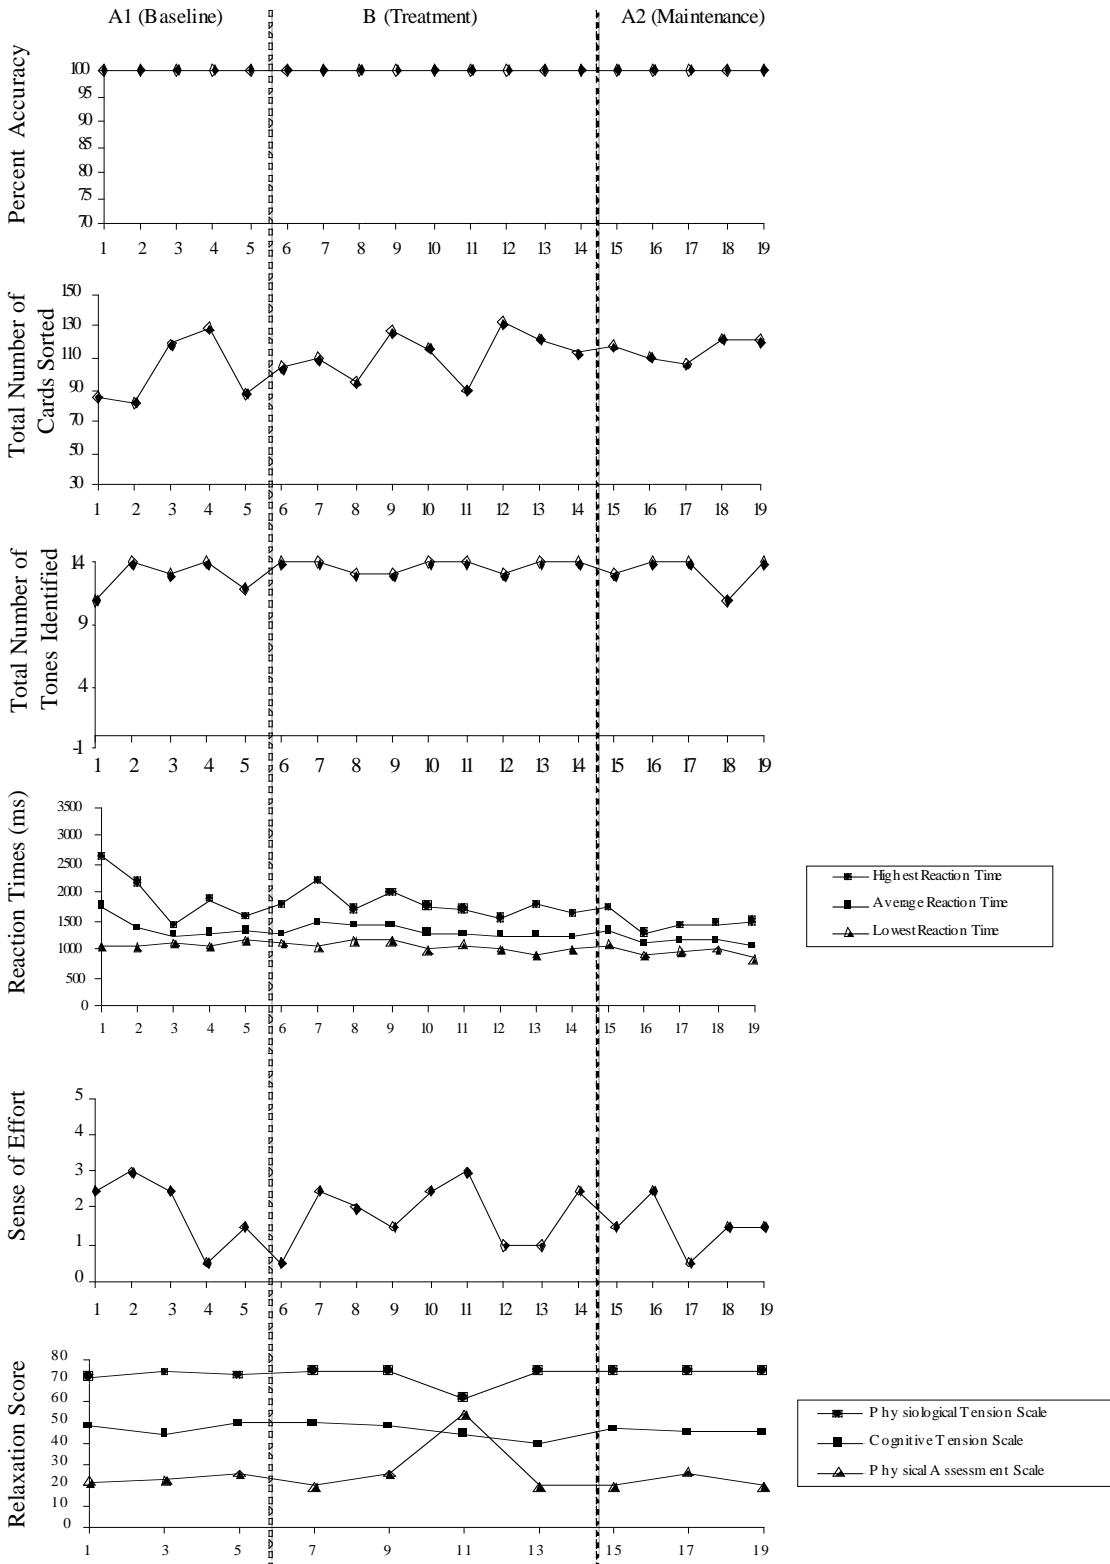 A1 (Baseline) B (Treatment) A2 (Maintenance)
Percent Accuracy
100
95
90
85
80
75
70
1 2 3 4 5 6 7 8 9 10 11 12 13 14 15 16 17 18 19
Total Number of
Cards Sorted
150
130
110
90
70
50
30
1 2 3 4 5 6 7 8 9 10 11 12 13 14 15 16 17 18 19
Total Number of
Tones Identified
14
9
4
-1
1 2 3 4 5 6 7 8 9 10 11 12 13 14 15 16 17 18 19
Reaction Times (ms)
3500
3000
2500
2000
1500
1000
500
0
1 2 3 4 5 6 7 8 9 10 11 12 13 14 15 16 17 18 19
Highest Reaction Time
Average Reaction Time
Lowest Reaction Time
Sense of Effort
5
4
3
2
1
0
1 2 3 4 5 6 7 8 9 10 11 12 13 14 15 16 17 18 19
Relaxation Score
80
70
60
50
40
30
20
10
0
1 3 5 7 9 11 13 15 17 19
Physiological Tension Scale
Cognitive Tension Scale
Physical Assessment Scale